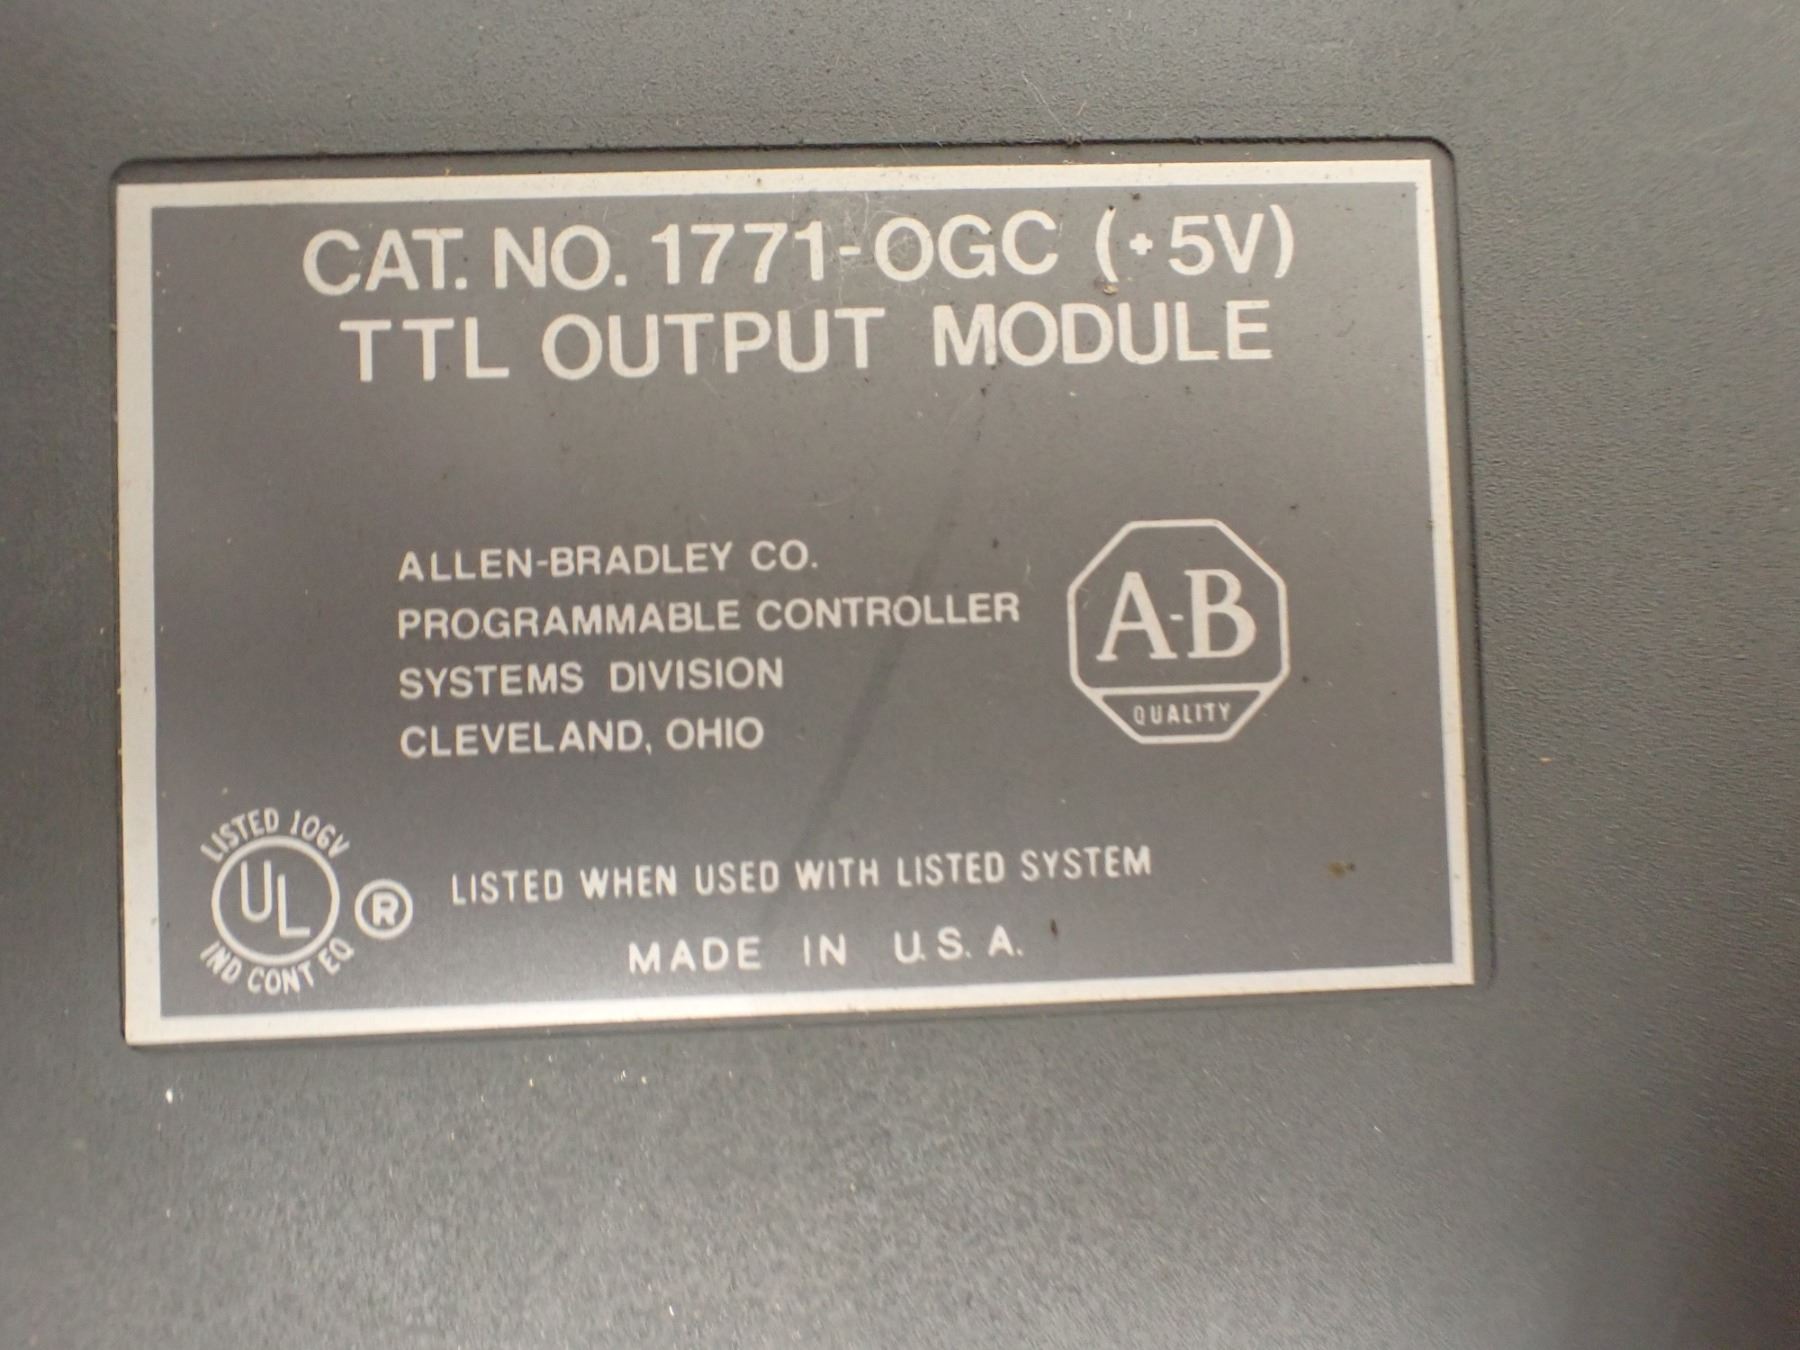 CAT. NO. 1771-OGC (+5V)
TTL OUTPUT MODULE
ALLEN-BRADLEY CO.
PROGRAMMABLE CONTROLLER
SYSTEMS DIVISION
CLEVELAND, OHIO
A-B
QUALITY
LISTED 106V
UL ®
IND CONT EQ
LISTED WHEN USED WITH LISTED SYSTEM
MADE IN U.S.A.